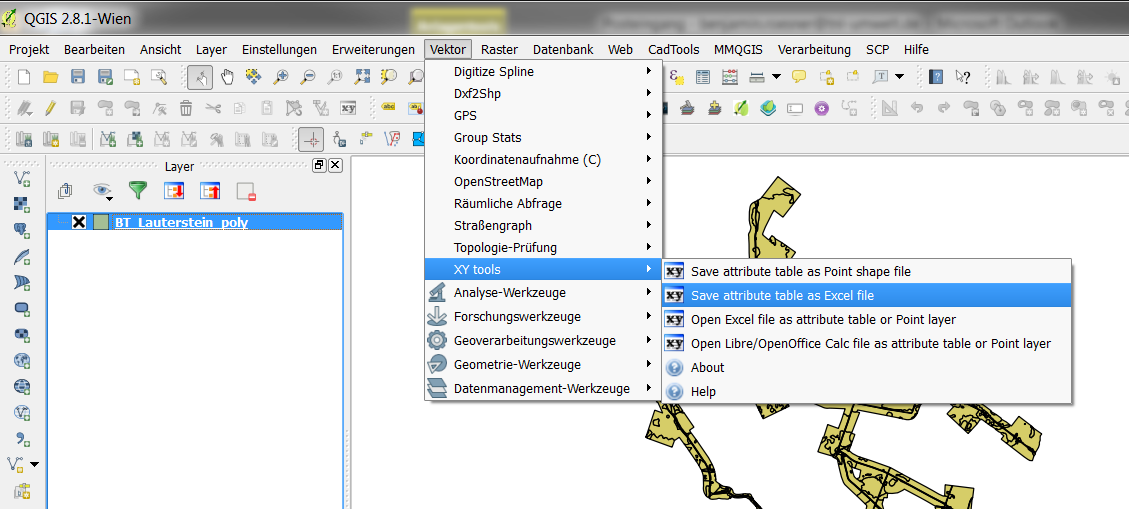 QGIS 2.8.1-Wien
Projekt Bearbeiten Ansicht Layer Einstellungen Erweiterungen Vektor Raster Datenbank Web CadTools MMQGIS Verarbeitung SCP Hilfe
Digitize Spline
Dxf2Shp
GPS
Group Stats
Koordinatenaufnahme (C)
OpenStreetMap
Räumliche Abfrage
Straßengraph
Topologie-Prüfung
XY tools
Analyse-Werkzeuge
Forschungswerkzeuge
Geoverarbeitungswerkzeuge
Geometrie-Werkzeuge
Datenmanagement-Werkzeuge
Save attribute table as Point shape file
Save attribute table as Excel file
Open Excel file as attribute table or Point layer
Open Libre/OpenOffice Calc file as attribute table or Point layer
About
Help
Layer
BT_Lauterstein_poly